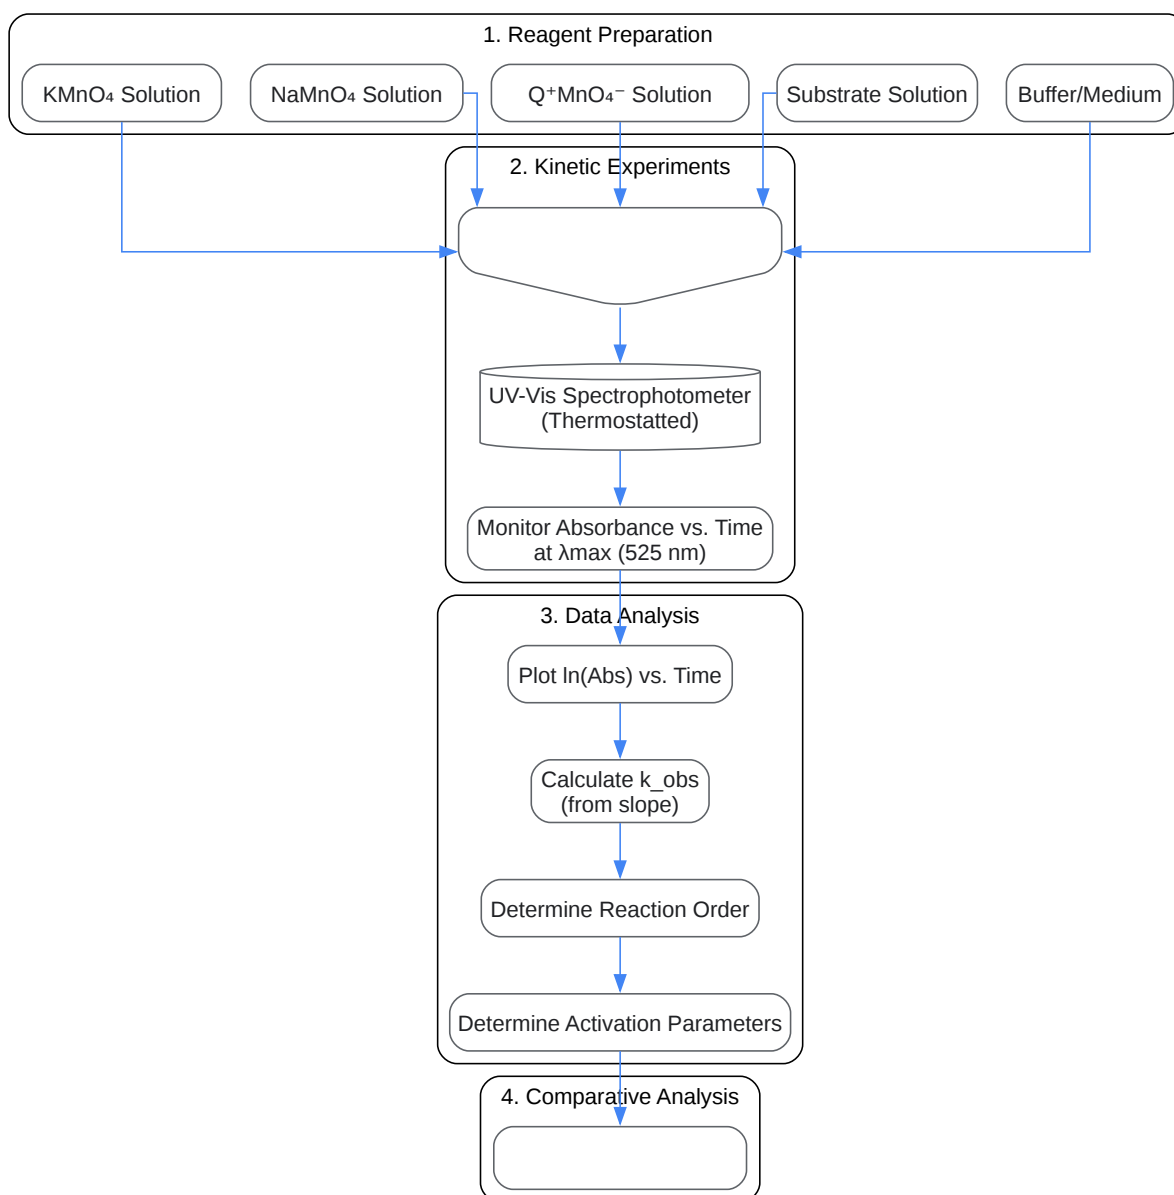 1. Reagent Preparation
KMnO₄ Solution
NaMnO₄ Solution
Q⁺MnO₄⁻ Solution
Substrate Solution
Buffer/Medium
2. Kinetic Experiments
UV-Vis Spectrophotometer
(Thermostatted)
Monitor Absorbance vs. Time
at λmax (525 nm)
3. Data Analysis
Plot ln(Abs) vs. Time
Calculate k_obs
(from slope)
Determine Reaction Order
Determine Activation Parameters
4. Comparative Analysis